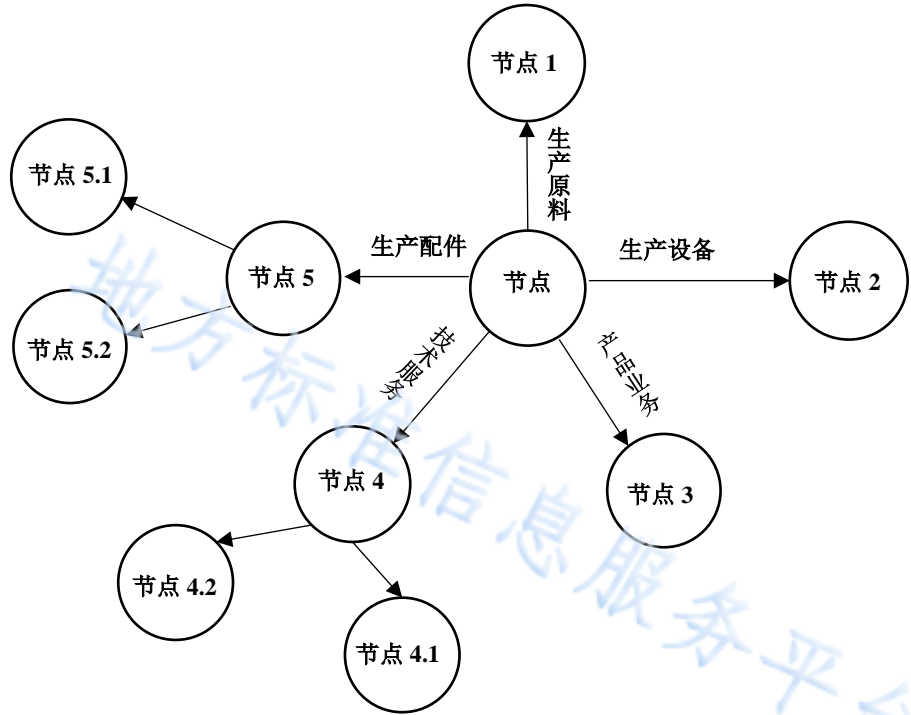 节点 1
生产原料
节点 5.1
生产配件
生产设备
节点 5
节点
节点 2
节点 5.2
技术服务
产品业务
节点 4
节点 3
节点 4.2
节点 4.1
地方标准信息服务平